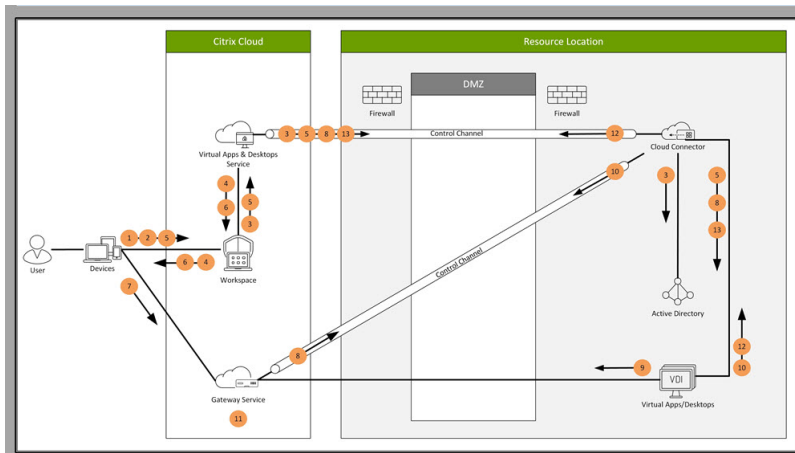 Citrix Cloud
Resource Location
DMZ
Firewall
Firewall
3 5 8 13
Control Channel
12
Virtual Apps & Desktops
Service
Cloud Connector
4
6
5
3
10
3
5
8
13
1 2 5
6 4
User
Devices
Workspace
Control Channel
7
Active Directory
8
12
10
9
VDI
Gateway Service
Virtual Apps/Desktops
11